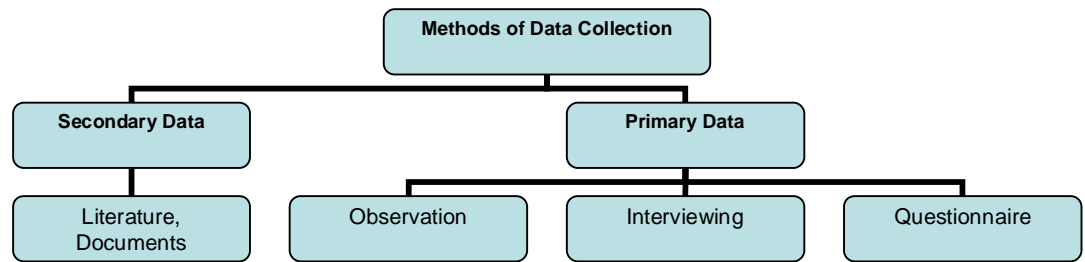 Methods of Data Collection
Secondary Data
Primary Data
Literature,
Documents
Observation
Interviewing
Questionnaire